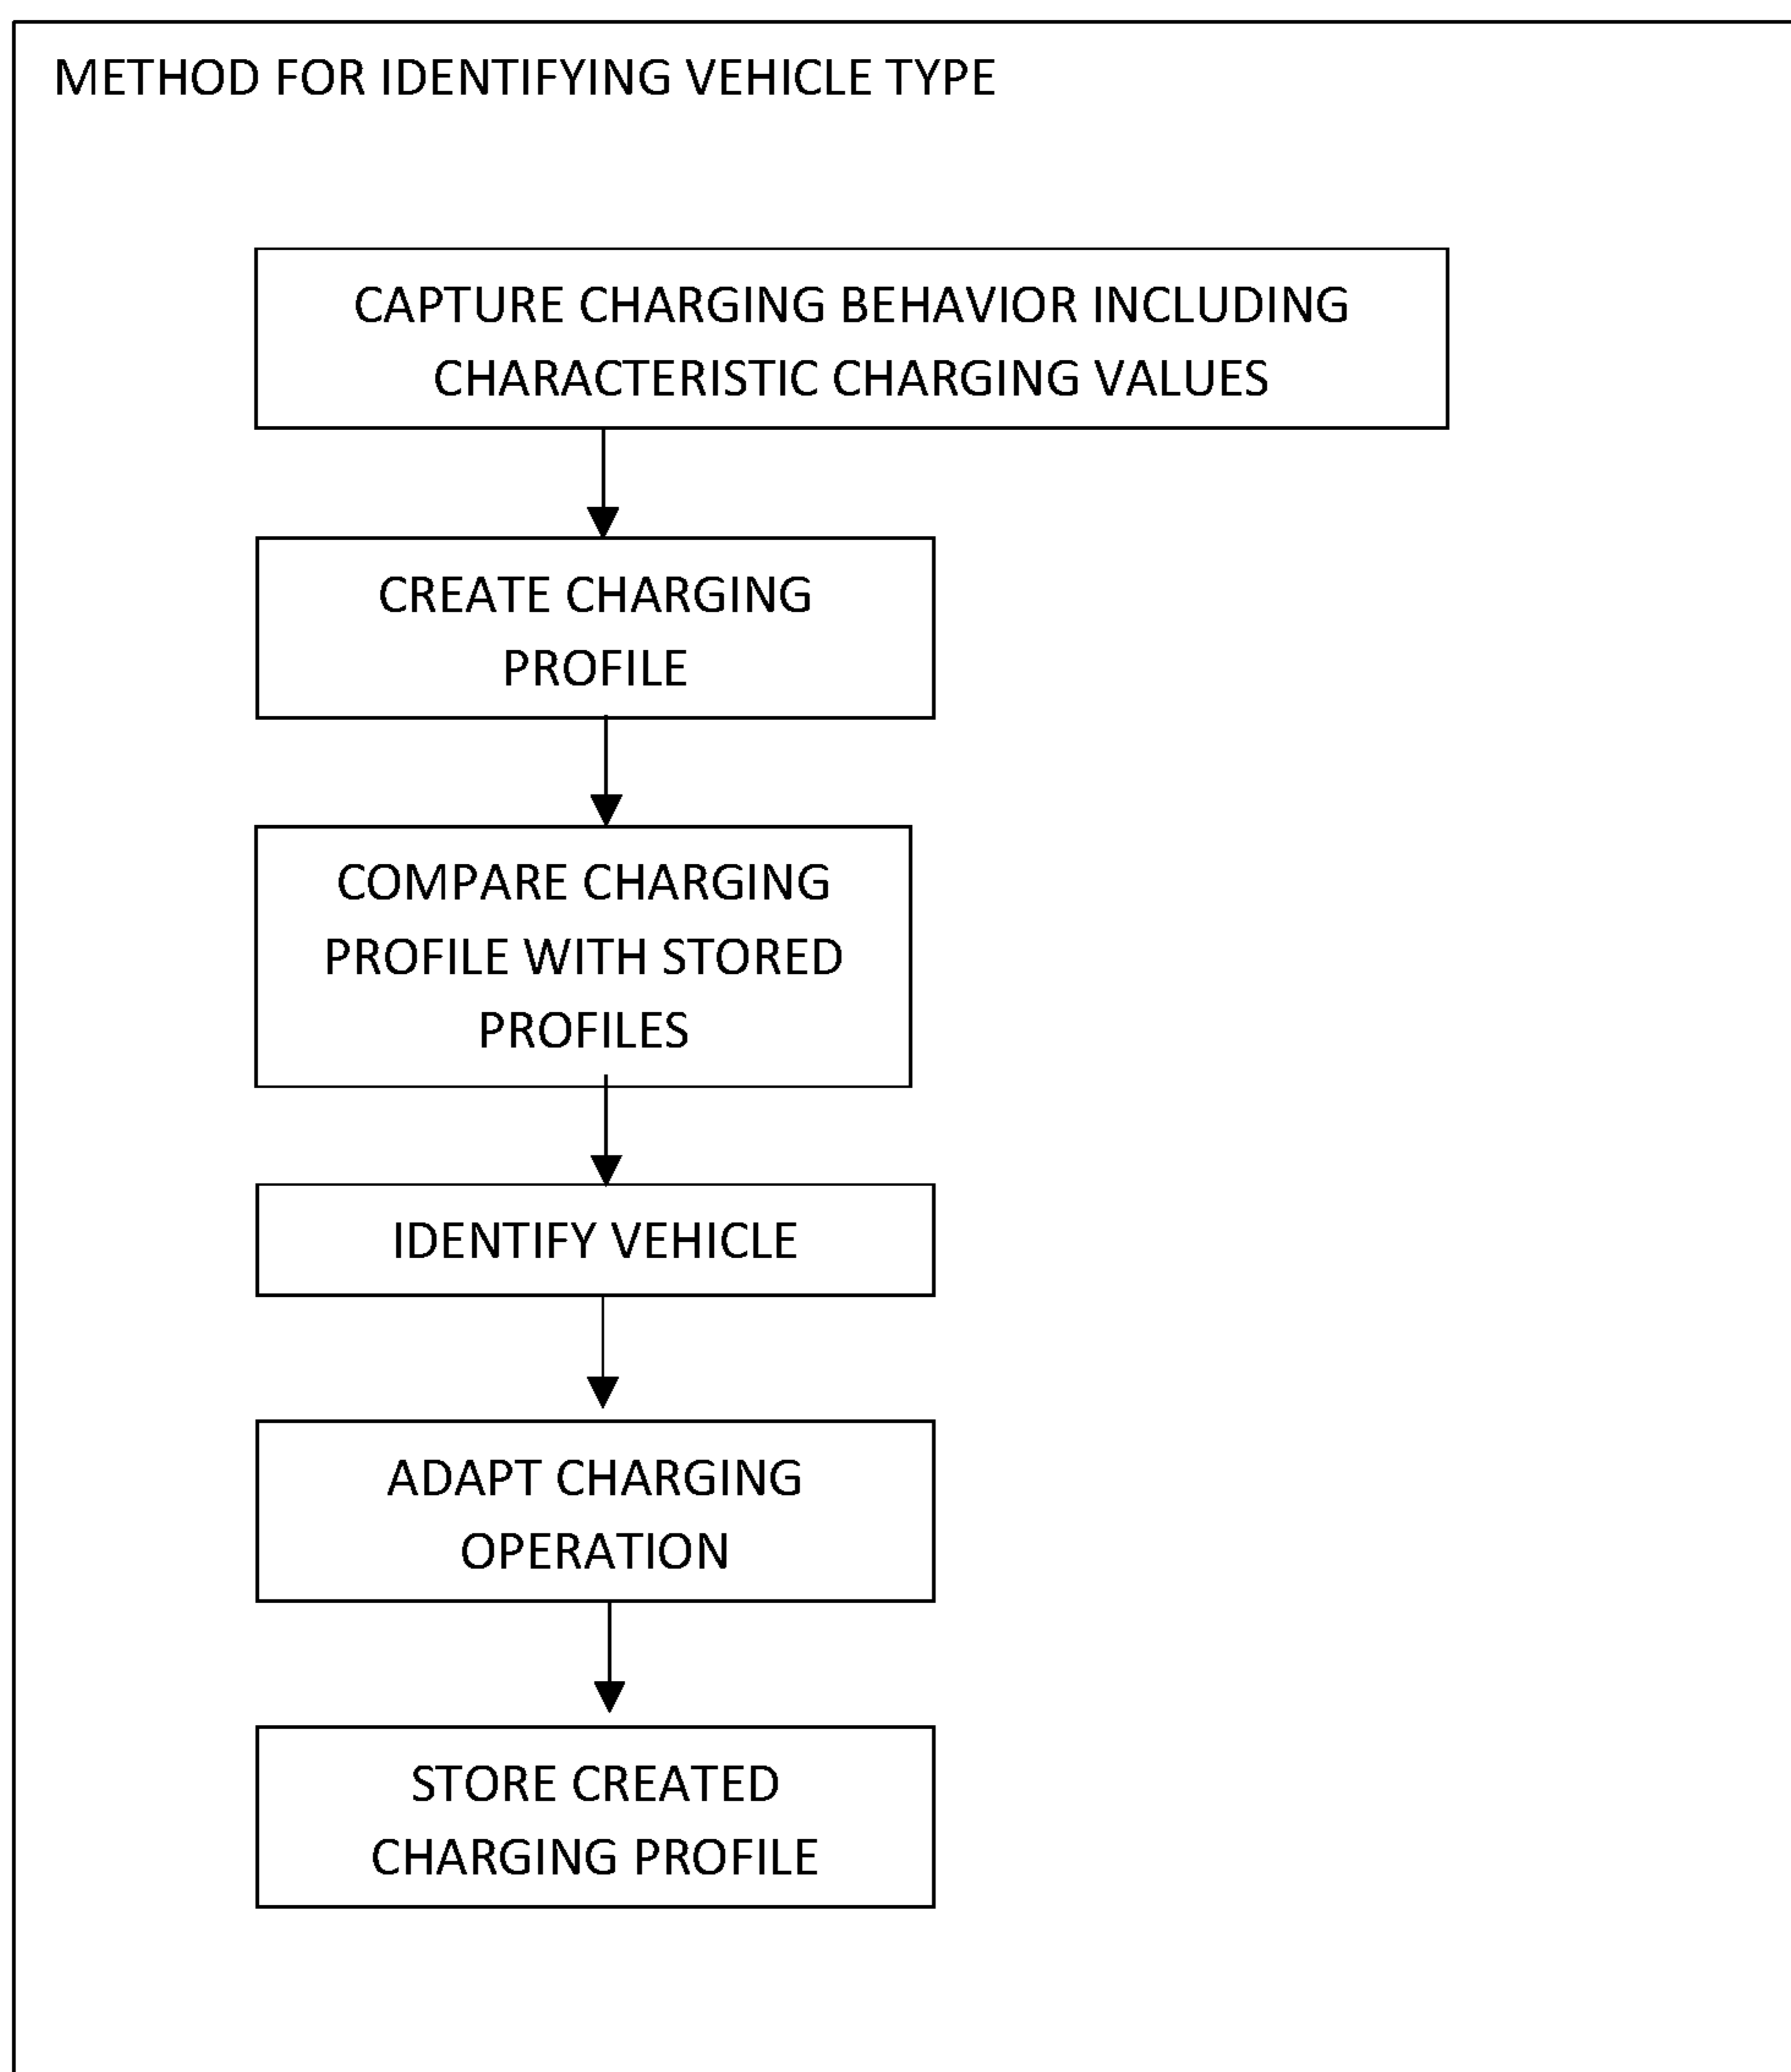 METHOD FOR IDENTIFYING VEHICLE TYPE
CAPTURE CHARGING BEHAVIOR INCLUDING
CHARACTERISTIC CHARGING VALUES
CREATE CHARGING
PROFILE
COMPARE CHARGING
PROFILE WITH STORED
PROFILES
IDENTIFY VEHICLE
ADAPT CHARGING
OPERATION
STORE CREATED
CHARGING PROFILE